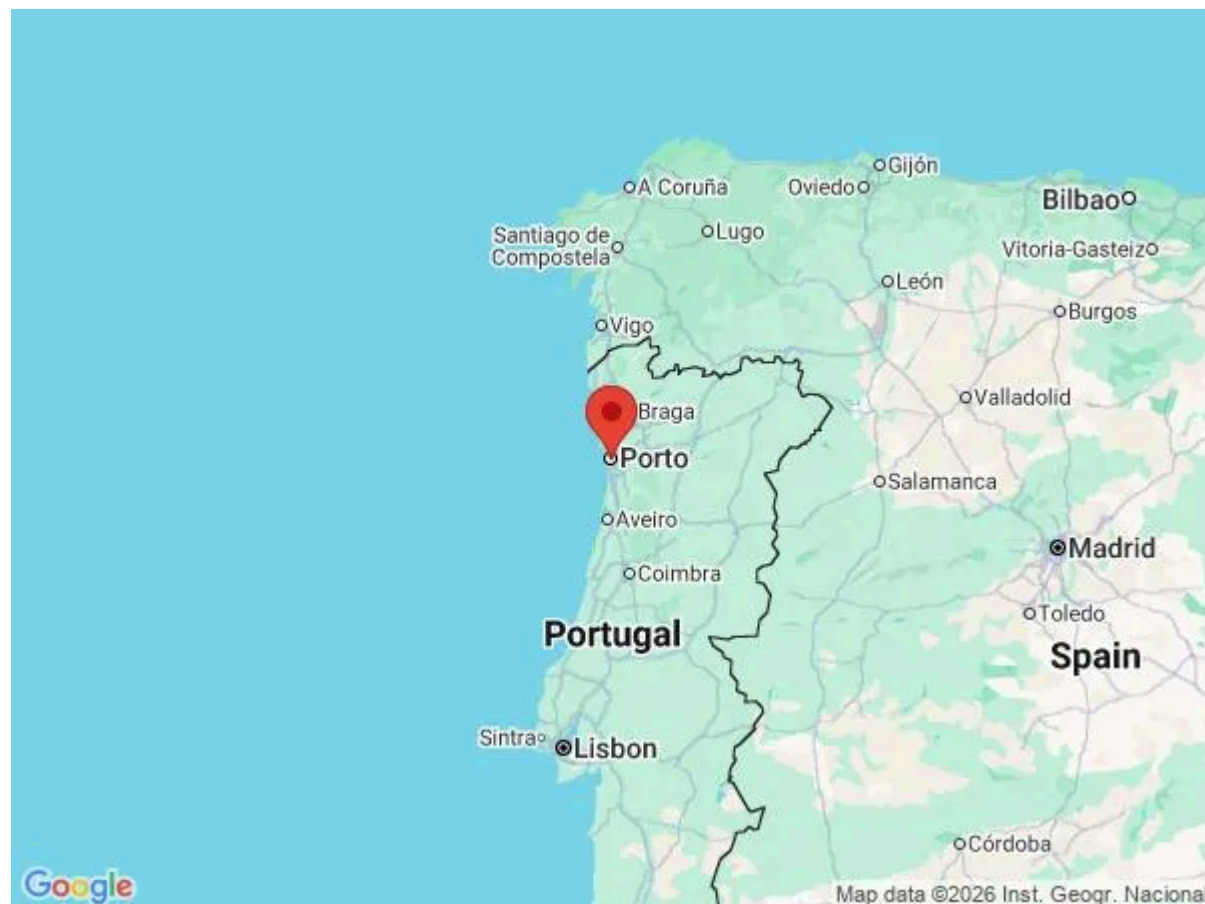 Gijón
A Coruña
Oviedo
Bilbao
Lugo
Santiago de
Compostela
Vitoria-Gasteiz
León
Burgos
Vigo
Valladolid
Braga
Porto
Salamanca
Aveiro
Madrid
Coimbra
Toledo
Portugal
Spain
Sintra
Lisbon
Córdoba
Google
Map data ©2026 Inst. Geogr. Nacional